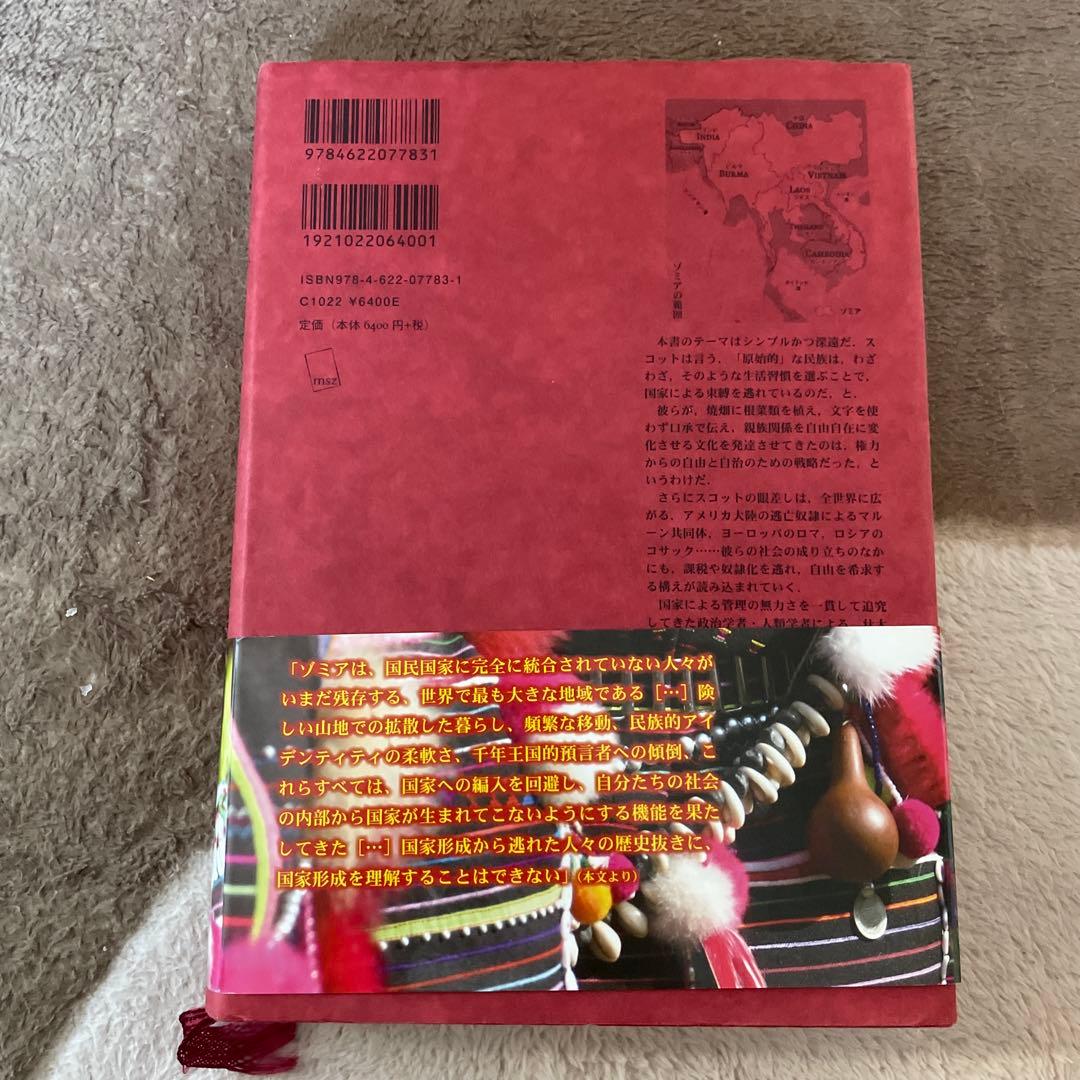 9784622077831
1921022064001
ISBN978-4-622-07783-1
C1022 ¥6400E
定価（本体6400円+税）
msz
中国
CHINA
インド
INDIA
ビルマ
BURMA
VIETNAM
LAOS
ラオス
THAILAND
CAMBODIA
ゾミア
ゾミアの範囲
本書のテーマはシンプルかつ深遠だ．ス
コットは言う，「原始的」な民族は，わざ
わざ，そのような生活習慣を選ぶことで，
国家による束縛を逃れているのだ，と．
彼らが，焼畑に根菜類を植え，文字を使
わず口承で伝え，親族関係を自由自在に変
化させる文化を発達させてきたのは，権力
からの自由と自治のための戦略だった，と
いうわけだ．
さらにスコットの眼差しは，全世界に広
がる．アメリカ大陸の逃亡奴隷によるマル
ーン共同体，ヨーロッパのロマ，ロシアの
コサック……彼らの社会の成り立ちのなか
にも，課税や奴隷化を逃れ，自由を希求す
る構えが読み込まれていく．
国家による管理の無力さを一貫して追究
してきた政治学者・人類学者による，壮大
「ゾミアは、国民国家に完全に統合されていない人々が
いまだ残存する、世界で最も大きな地域である［…］険
しい山地での拡散した暮らし、頻繁な移動、民族的アイ
デンティティの柔軟さ、千年王国的預言者への傾倒、こ
れらすべては、国家への編入を回避し、自分たちの社会
の内部から国家が生まれてこないようにする機能を果た
してきた［…］国家形成から逃れた人々の歴史抜きに、
国家形成を理解することはできない」（本文より）